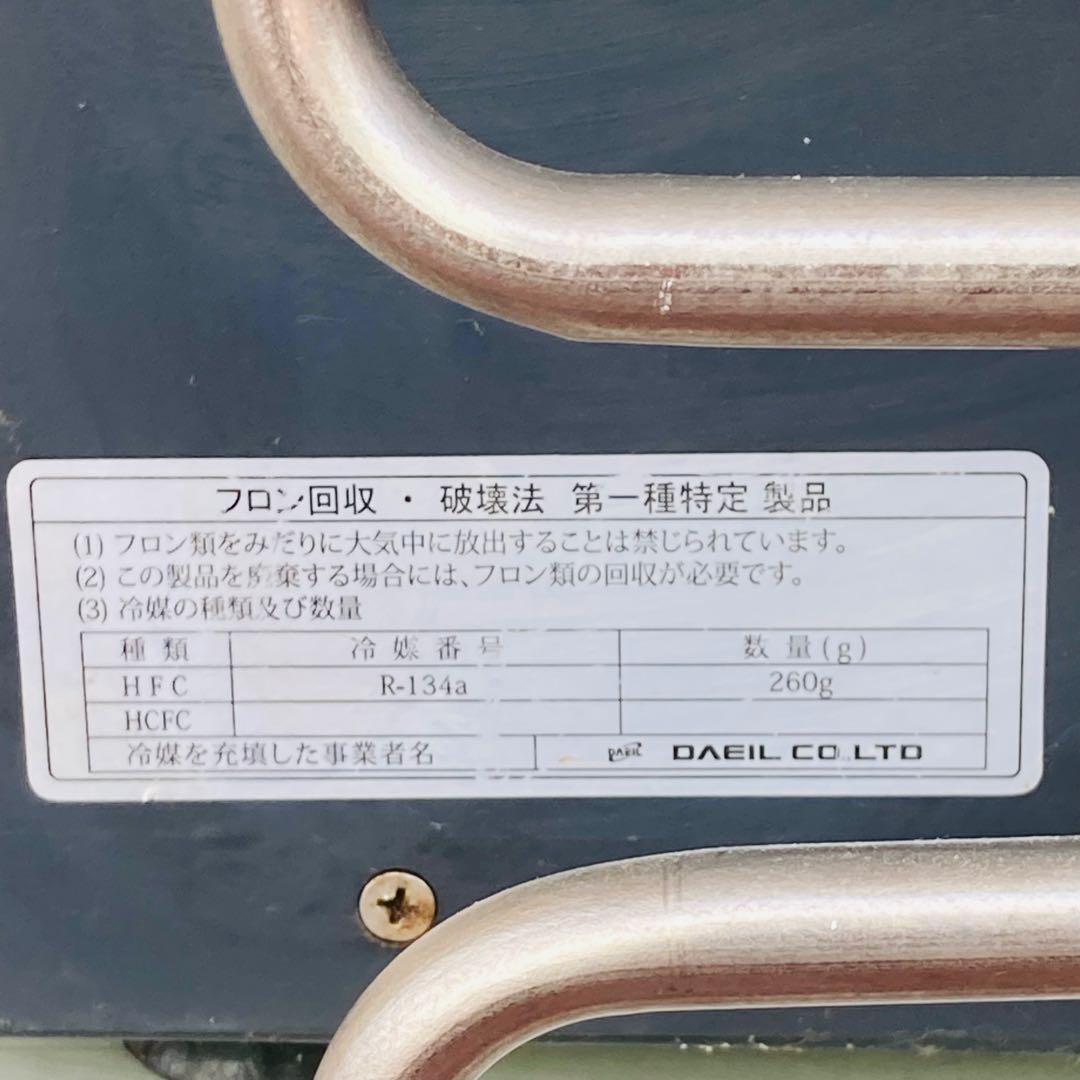 フロン回収・破壊法 第一種特定 製品
(1) フロン類をみだりに大気中に放出することは禁じられています。
(2) この製品を廃棄する場合には、フロン類の回収が必要です。
(3) 冷媒の種類及び数量
種類 冷媒番号 数量(g)
HFC R-134a 260g
HCFC
冷媒を充填した事業者名 DAEIL DAEIL CO.,LTD